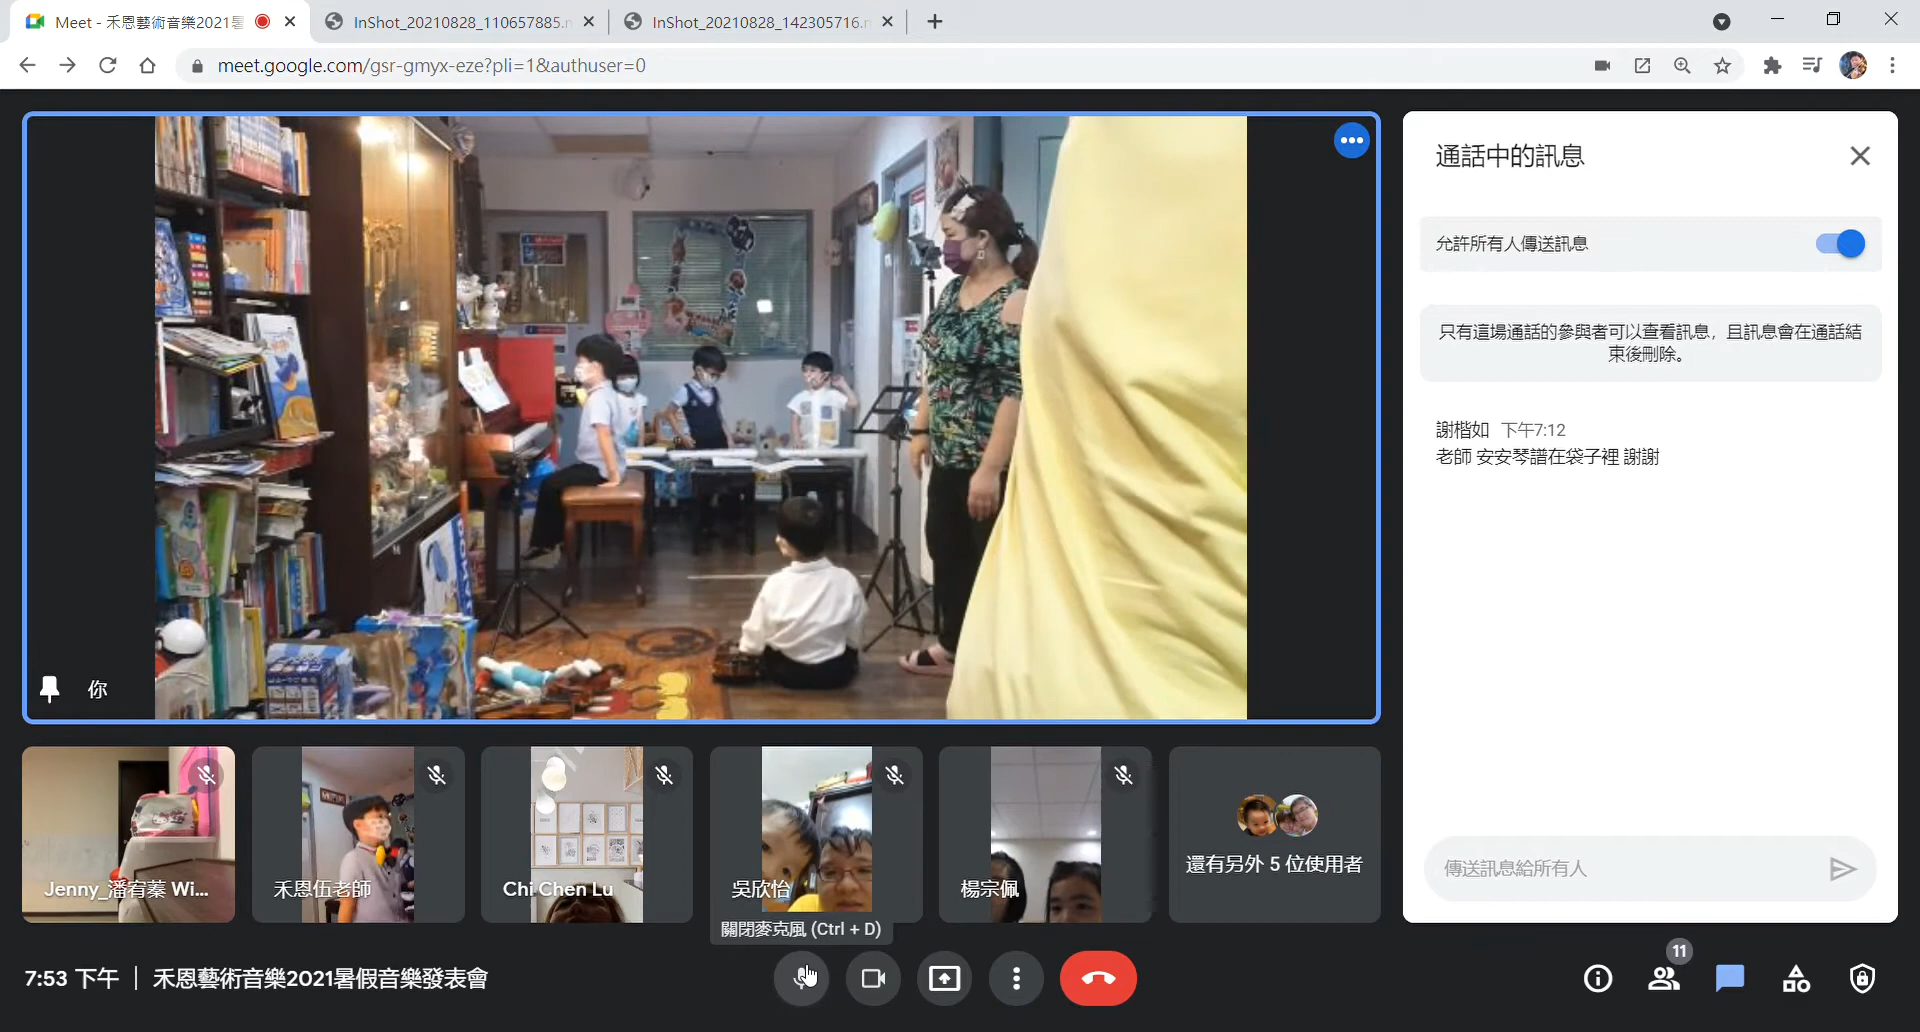 Meet - 禾恩藝術音樂2021暑
InShot_20210828_110657885.m
InShot_20210828_142305716.m
meet.google.com/gsr-gmyx-eze?pli=1&authuser=0
你
通話中的訊息
允許所有人傳送訊息
只有這場通話的參與者可以查看訊息，且訊息會在通話結
束後刪除。
謝楷如 下午7:12
老師 安安琴譜在袋子裡 謝謝
傳送訊息給所有人
Jenny_潘宥蓁 Wi...
禾恩伍老師
Chi Chen Lu
吳欣怡
楊宗佩
還有另外 5 位使用者
關閉麥克風 (Ctrl + D)
7:53 下午 | 禾恩藝術音樂2021暑假音樂發表會
11